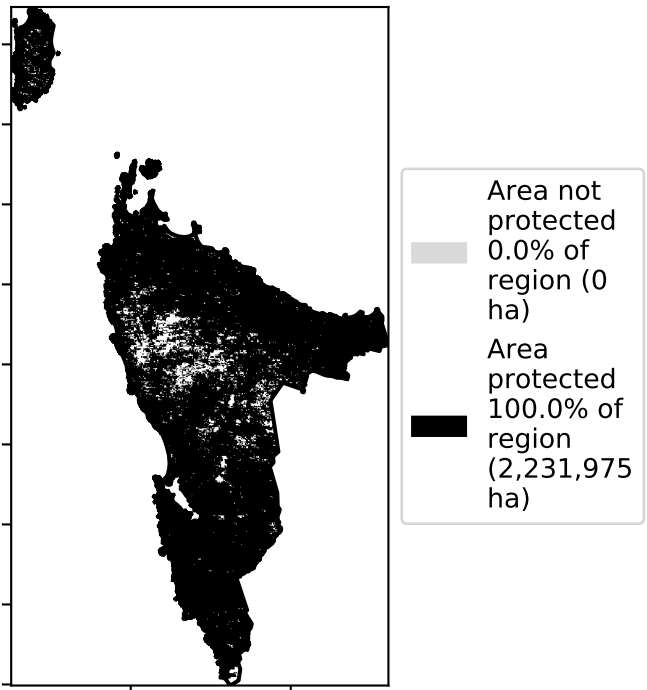 Area not
protected
0.0% of
region (0
ha)
Area
protected
100.0% of
region
(2,231,975
ha)